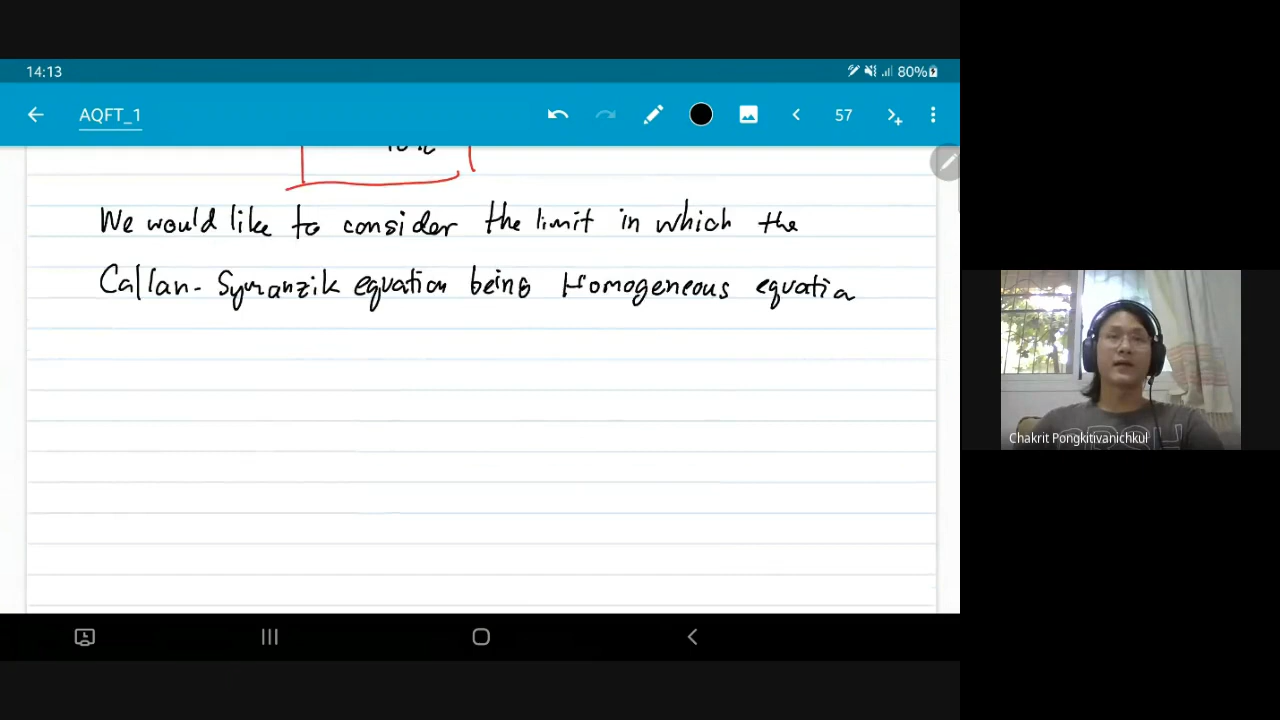 14:13
80%
AQFT_1
57
We would like to consider the limit in which the
Callan-Symanzik equation being Homogeneous equatio
Chakrit Pongkitivanichkul